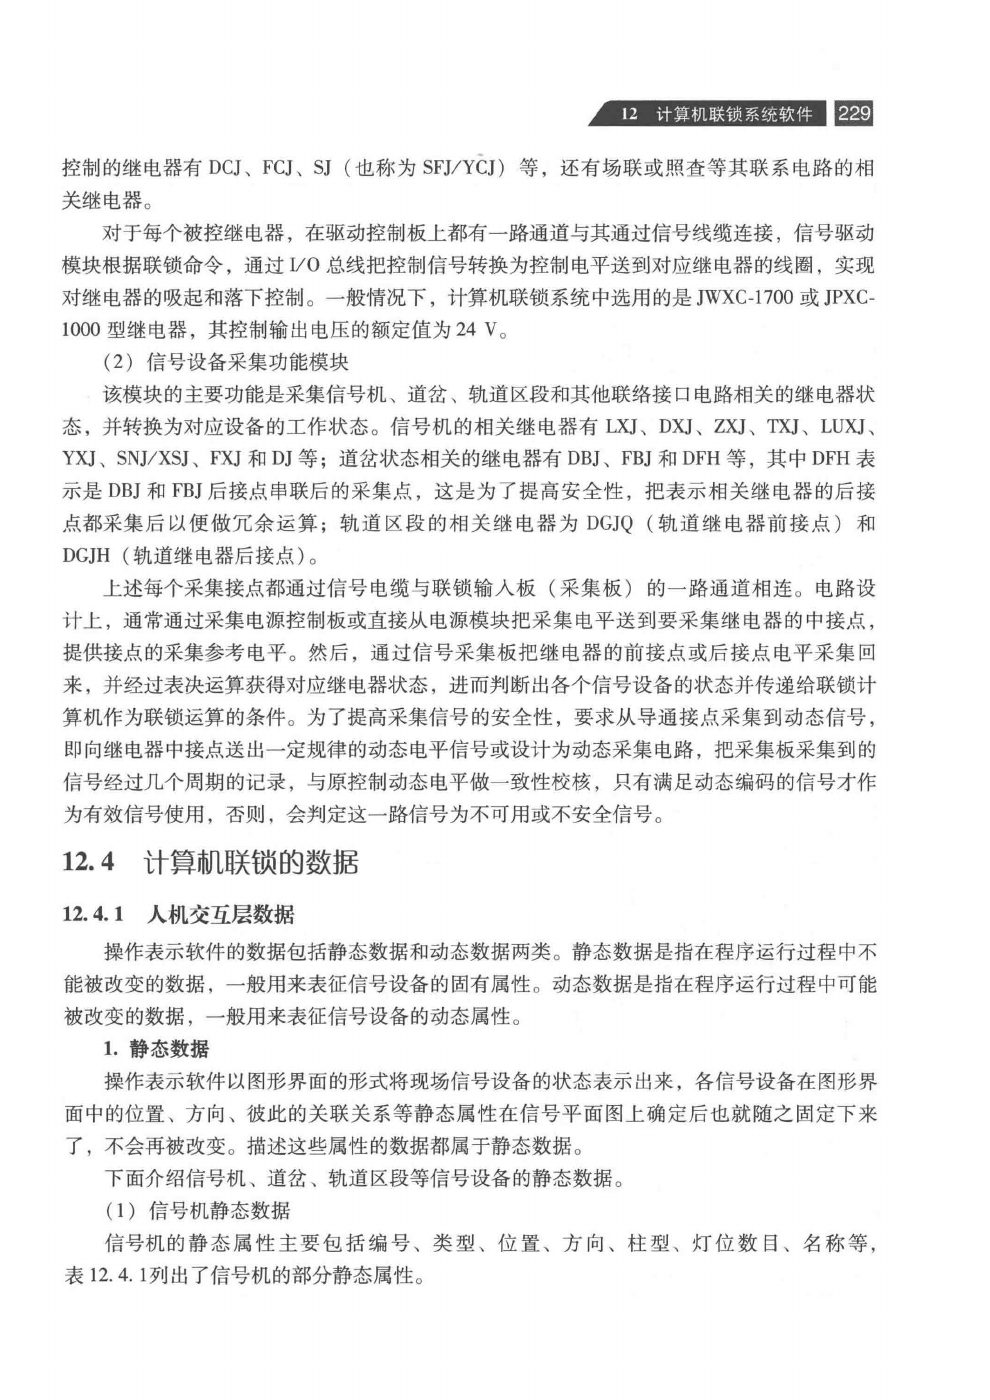 12 计算机联锁系统软件 229
控制的继电器有 DCJ、FCJ、SJ（也称为 SFJ/YCJ）等，还有场联或照查等其联系电路的相
关继电器。
对于每个被控继电器，在驱动控制板上都有一路通道与其通过信号线缆连接，信号驱动
模块根据联锁命令，通过 I/O 总线把控制信号转换为控制电平送到对应继电器的线圈，实现
对继电器的吸起和落下控制。一般情况下，计算机联锁系统中选用的是 JWXC-1700 或 JPXC-
1000 型继电器，其控制输出电压的额定值为 24 V。
（2）信号设备采集功能模块
该模块的主要功能是采集信号机、道岔、轨道区段和其他联络接口电路相关的继电器状
态，并转换为对应设备的工作状态。信号机的相关继电器有 LXJ、DXJ、ZXJ、TXJ、LUXJ、
YXJ、SNJ/XSJ、FXJ 和 DJ 等；道岔状态相关的继电器有 DBJ、FBJ 和 DFH 等，其中 DFH 表
示是 DBJ 和 FBJ 后接点串联后的采集点，这是为了提高安全性，把表示相关继电器的后接
点都采集后以便做冗余运算；轨道区段的相关继电器为 DGJQ（轨道继电器前接点）和
DGJH（轨道继电器后接点）。
上述每个采集接点都通过信号电缆与联锁输入板（采集板）的一路通道相连。电路设
计上，通常通过采集电源控制板或直接从电源模块把采集电平送到要采集继电器的中接点，
提供接点的采集参考电平。然后，通过信号采集板把继电器的前接点或后接点电平采集回
来，并经过表决运算获得对应继电器状态，进而判断出各个信号设备的状态并传递给联锁计
算机作为联锁运算的条件。为了提高采集信号的安全性，要求从导通接点采集到动态信号，
即向继电器中接点送出一定规律的动态电平信号或设计为动态采集电路，把采集板采集到的
信号经过几个周期的记录，与原控制动态电平做一致性校核，只有满足动态编码的信号才作
为有效信号使用，否则，会判定这一路信号为不可用或不安全信号。
12.4 计算机联锁的数据
12.4.1 人机交互层数据
操作表示软件的数据包括静态数据和动态数据两类。静态数据是指在程序运行过程中不
能被改变的数据，一般用来表征信号设备的固有属性。动态数据是指在程序运行过程中可能
被改变的数据，一般用来表征信号设备的动态属性。
1. 静态数据
操作表示软件以图形界面的形式将现场信号设备的状态表示出来，各信号设备在图形界
面中的位置、方向、彼此的关联关系等静态属性在信号平面图上确定后也就随之固定下来
了，不会再被改变。描述这些属性的数据都属于静态数据。
下面介绍信号机、道岔、轨道区段等信号设备的静态数据。
（1）信号机静态数据
信号机的静态属性主要包括编号、类型、位置、方向、柱型、灯位数目、名称等，
表 12.4.1列出了信号机的部分静态属性。